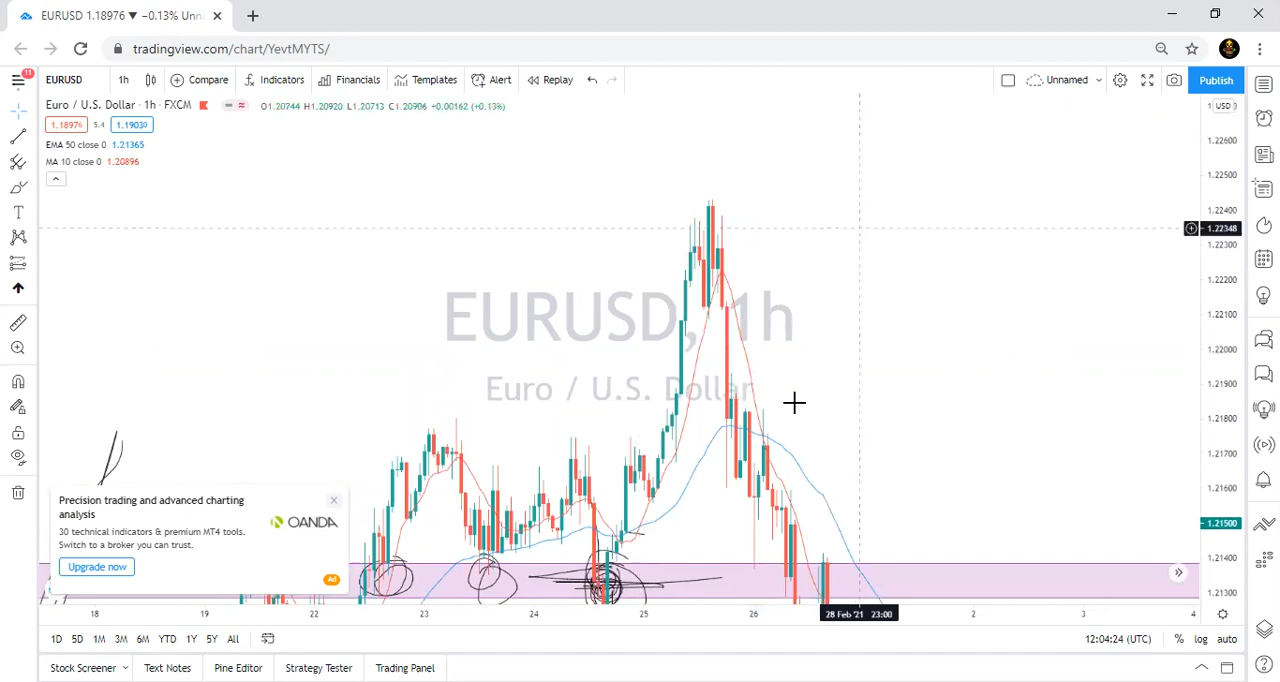 EURUSD 1.18976 ▼ −0.13% Unna
tradingview.com/chart/YevtMYTS/
11
EURUSD 1h Compare Indicators Financials Templates Alert Replay Unnamed Publish
Euro / U.S. Dollar · 1h · FXCM O1.20744 H1.20920 L1.20713 C1.20906 +0.00162 (+0.13%)
USD
1.18976 5.4 1.19030
EMA 50 close 0 1.21365
MA 10 close 0 1.20896
1.22600
1.22500
1.22400
1.22348
1.22300
1.22200
1.22100
1.22000
1.21900
1.21800
1.21700
1.21600
1.21500
1.21400
1.21300
EURUSD, 1h
Euro / U.S. Dollar
Precision trading and advanced charting
analysis
30 technical indicators & premium MT4 tools.
Switch to a broker you can trust.
OANDA
Upgrade now
Ad
18 19 22 23 24 25 26 28 Feb '21 23:00 2 3 4
1D 5D 1M 3M 6M YTD 1Y 5Y All 12:04:24 (UTC) % log auto
Stock Screener Text Notes Pine Editor Strategy Tester Trading Panel